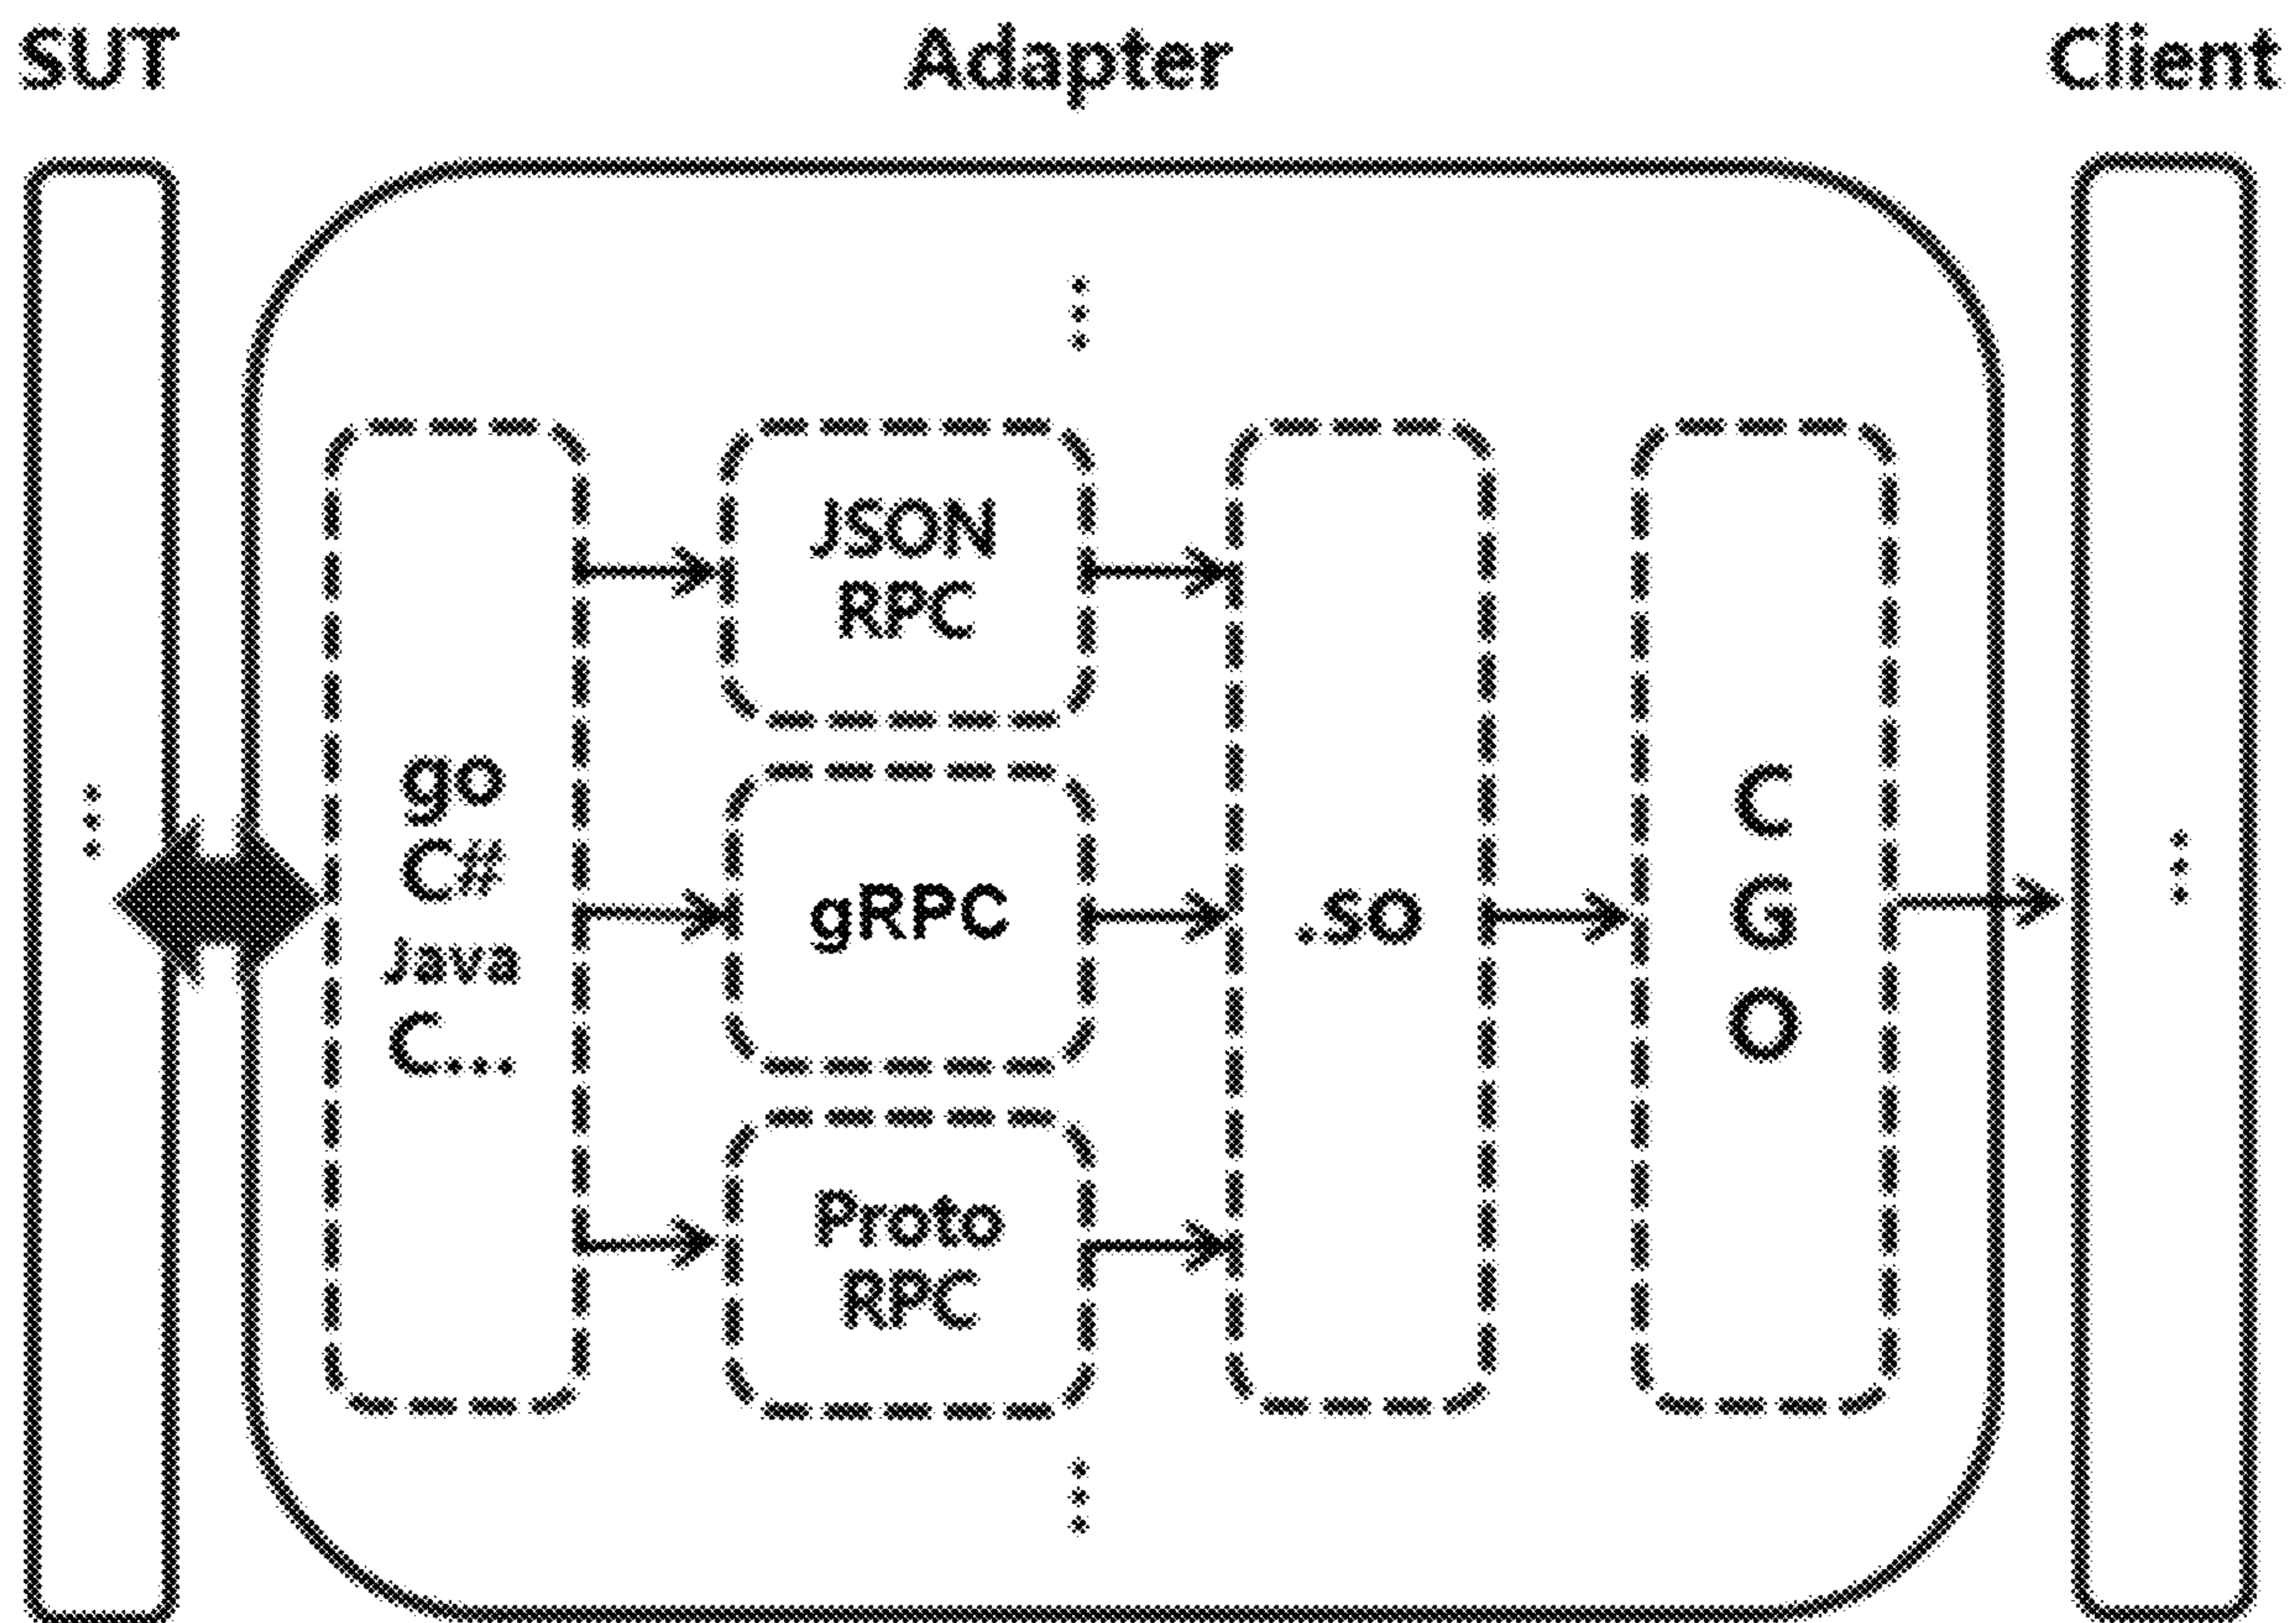 SUT
Adapter
Client
go
C#
Java
C...
JSON
RPC
gRPC
Proto
RPC
.SO
C
G
O